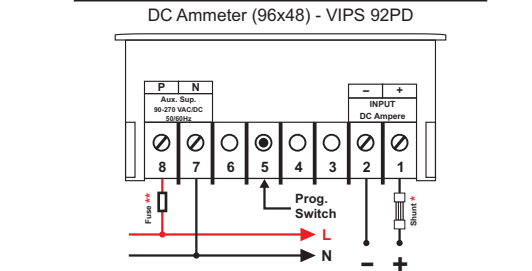 DC Ammeter (96x48) - VIPS 92PD
P N
Aux. Sup.
90-270 VAC/DC
50/60Hz
– +
INPUT
DC Ampere
8 7 6 5 4 3 2 1
Fuse **
Prog.
Switch
Shunt *
L
N
– +